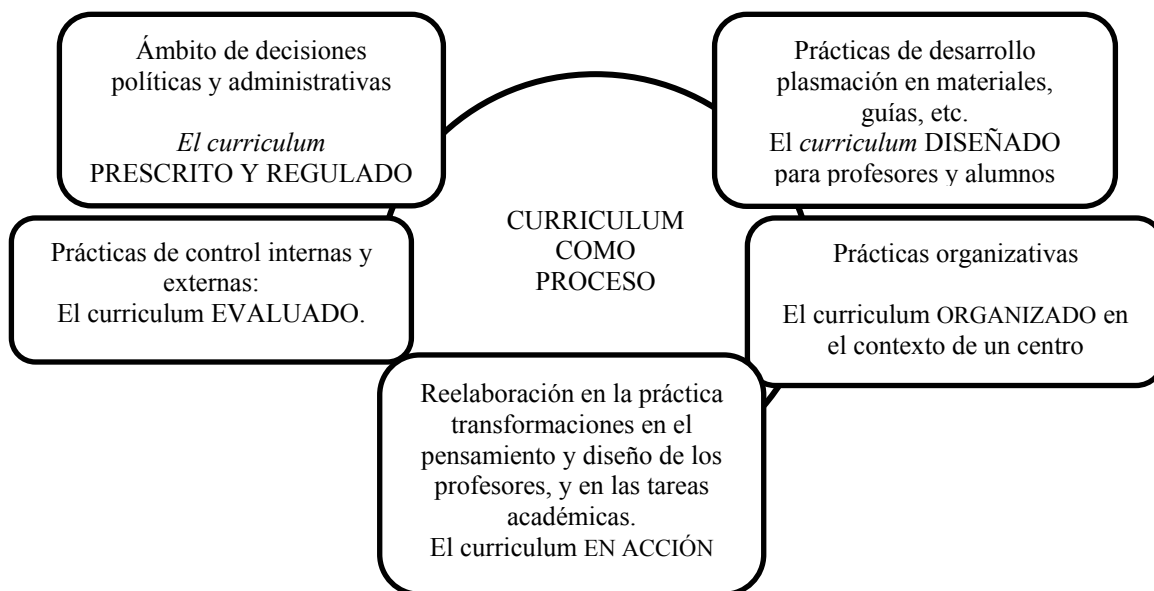 Ámbito de decisiones
políticas y administrativas
El curriculum
PRESCRITO Y REGULADO
Prácticas de desarrollo
plasmación en materiales,
guías, etc.
El curriculum DISEÑADO
para profesores y alumnos
CURRICULUM
COMO
PROCESO
Prácticas de control internas y
externas:
El curriculum EVALUADO.
Prácticas organizativas
El curriculum ORGANIZADO en
el contexto de un centro
Reelaboración en la práctica
transformaciones en el
pensamiento y diseño de los
profesores, y en las tareas
académicas.
El curriculum EN ACCIÓN